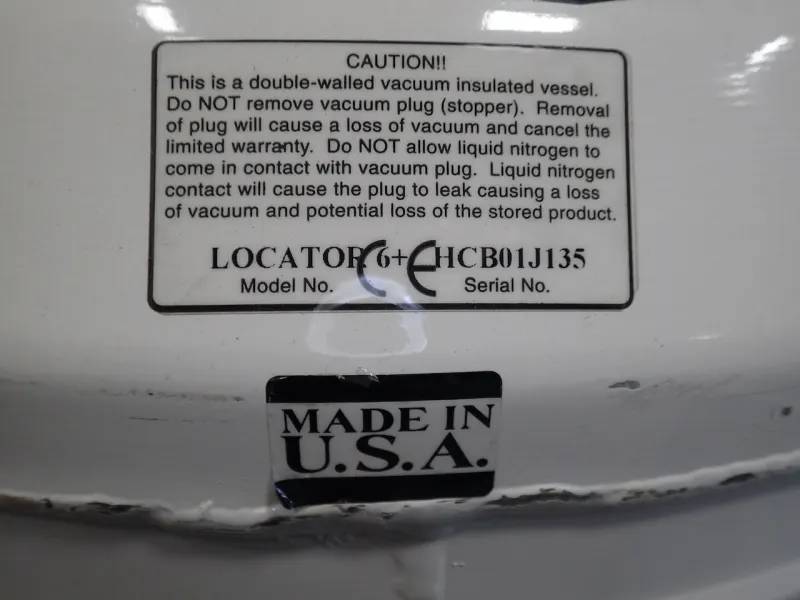 CAUTION!!
This is a double-walled vacuum insulated vessel.
Do NOT remove vacuum plug (stopper). Removal
of plug will cause a loss of vacuum and cancel the
limited warranty. Do NOT allow liquid nitrogen to
come in contact with vacuum plug. Liquid nitrogen
contact will cause the plug to leak causing a loss
of vacuum and potential loss of the stored product.
LOCATOR 6+ CE HCB01J135
Model No. Serial No.
MADE IN
U.S.A.